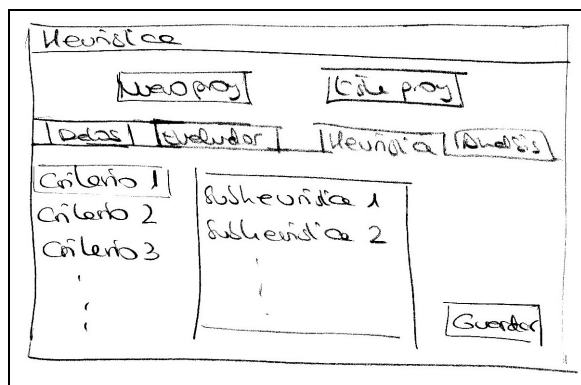 Heurística
Nuevo proy Este proy
Datos Evaluador Heurística Análisis
Criterio 1 Subheurística 1
Criterio 2 Subheurística 2
Criterio 3
Guardar